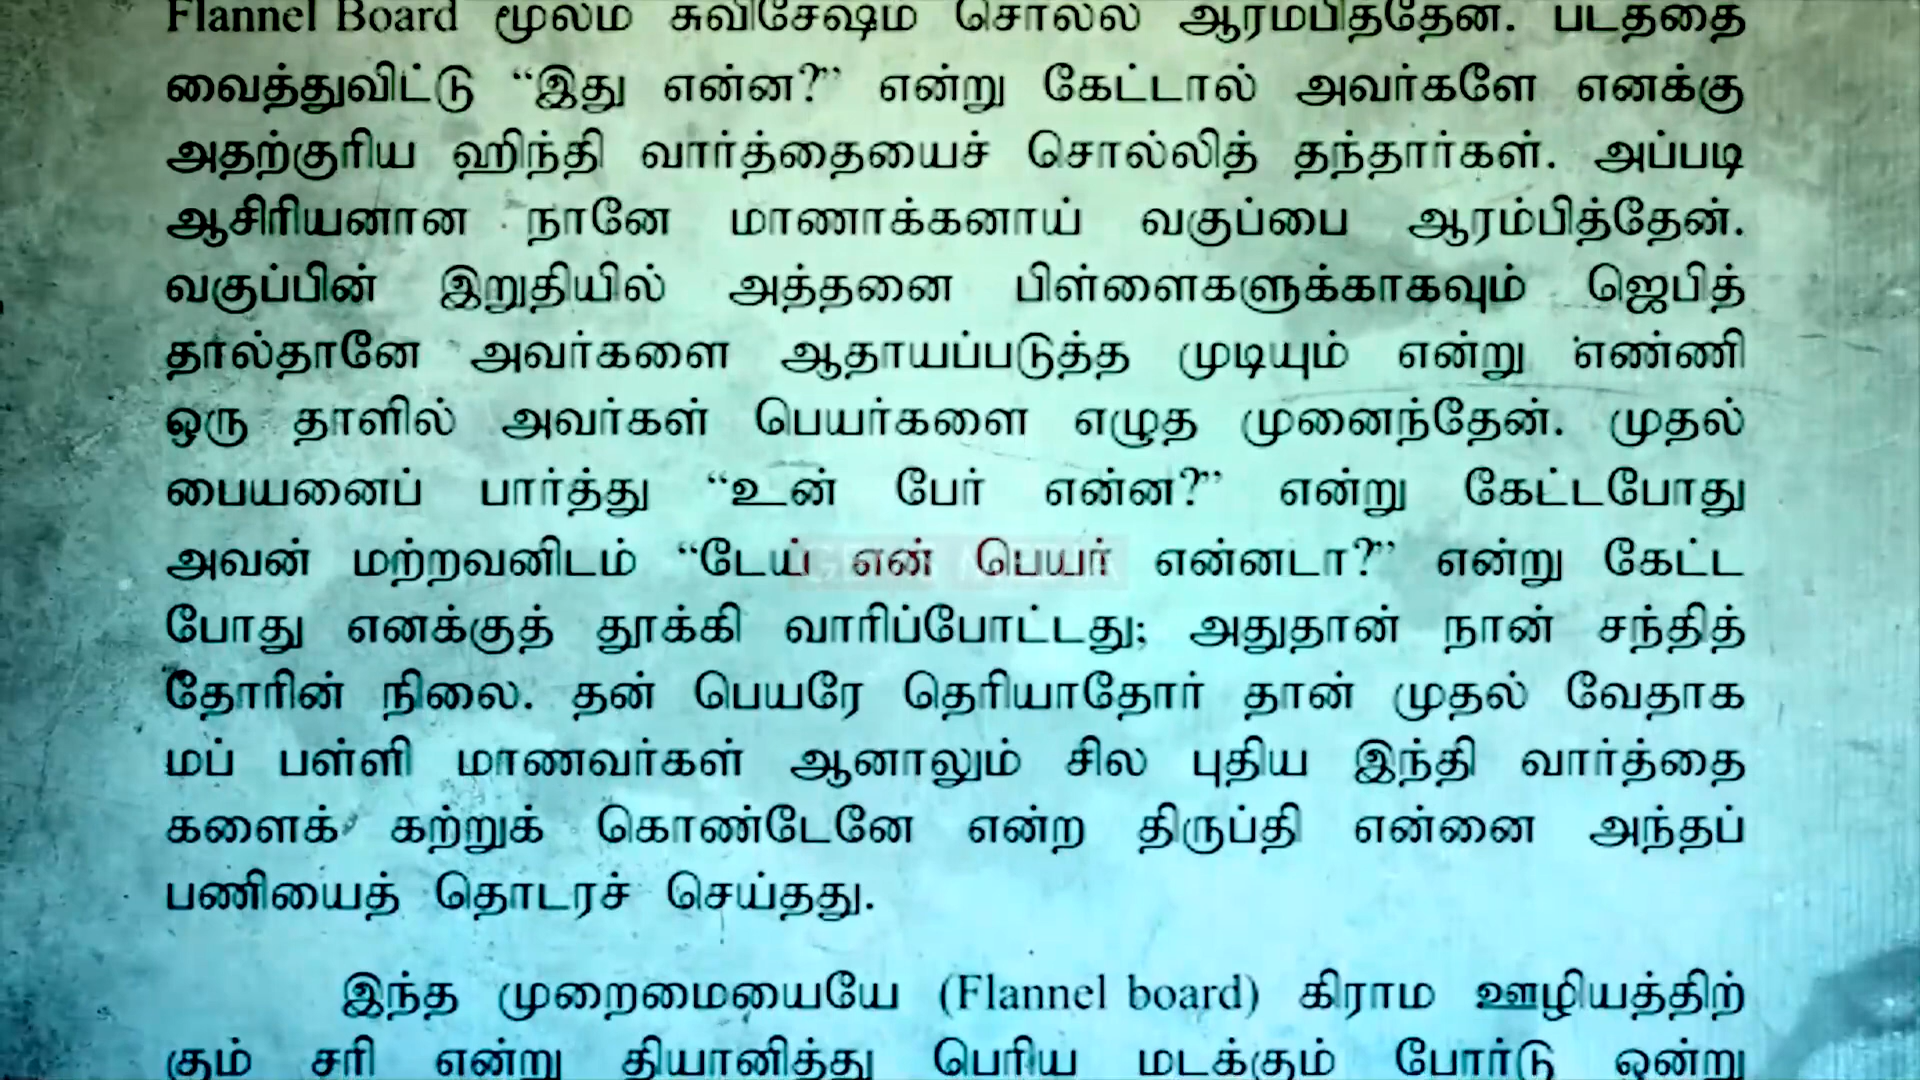 Flannel Board மூலம் சுவிசேஷம் சொல்ல ஆரம்பித்தேன். படத்தை
வைத்துவிட்டு “இது என்ன?” என்று கேட்டால் அவர்களே எனக்கு
அதற்குரிய ஹிந்தி வார்த்தையைச் சொல்லித் தந்தார்கள். அப்படி
ஆசிரியனான நானே மாணாக்கனாய் வகுப்பை ஆரம்பித்தேன்.
வகுப்பின் இறுதியில் அத்தனை பிள்ளைகளுக்காகவும் ஜெபித்
தால்தானே அவர்களை ஆதாயப்படுத்த முடியும் என்று எண்ணி
ஒரு தாளில் அவர்கள் பெயர்களை எழுத முனைந்தேன். முதல்
பையனைப் பார்த்து “உன் பேர் என்ன?” என்று கேட்டபோது
அவன் மற்றவனிடம் “டேய் என் பெயர் என்னடா?” என்று கேட்ட
போது எனக்குத் தூக்கி வாரிப்போட்டது; அதுதான் நான் சந்தித்
தோரின் நிலை. தன் பெயரே தெரியாதோர் தான் முதல் வேதாக
மப் பள்ளி மாணவர்கள் ஆனாலும் சில புதிய இந்தி வார்த்தை
களைக் கற்றுக் கொண்டேனே என்ற திருப்தி என்னை அந்தப்
பணியைத் தொடரச் செய்தது.
இந்த முறைமையையே (Flannel board) கிராம ஊழியத்திற்
கும் சரி என்று தியானித்து பெரிய மடக்கும் போர்டு ஒன்று